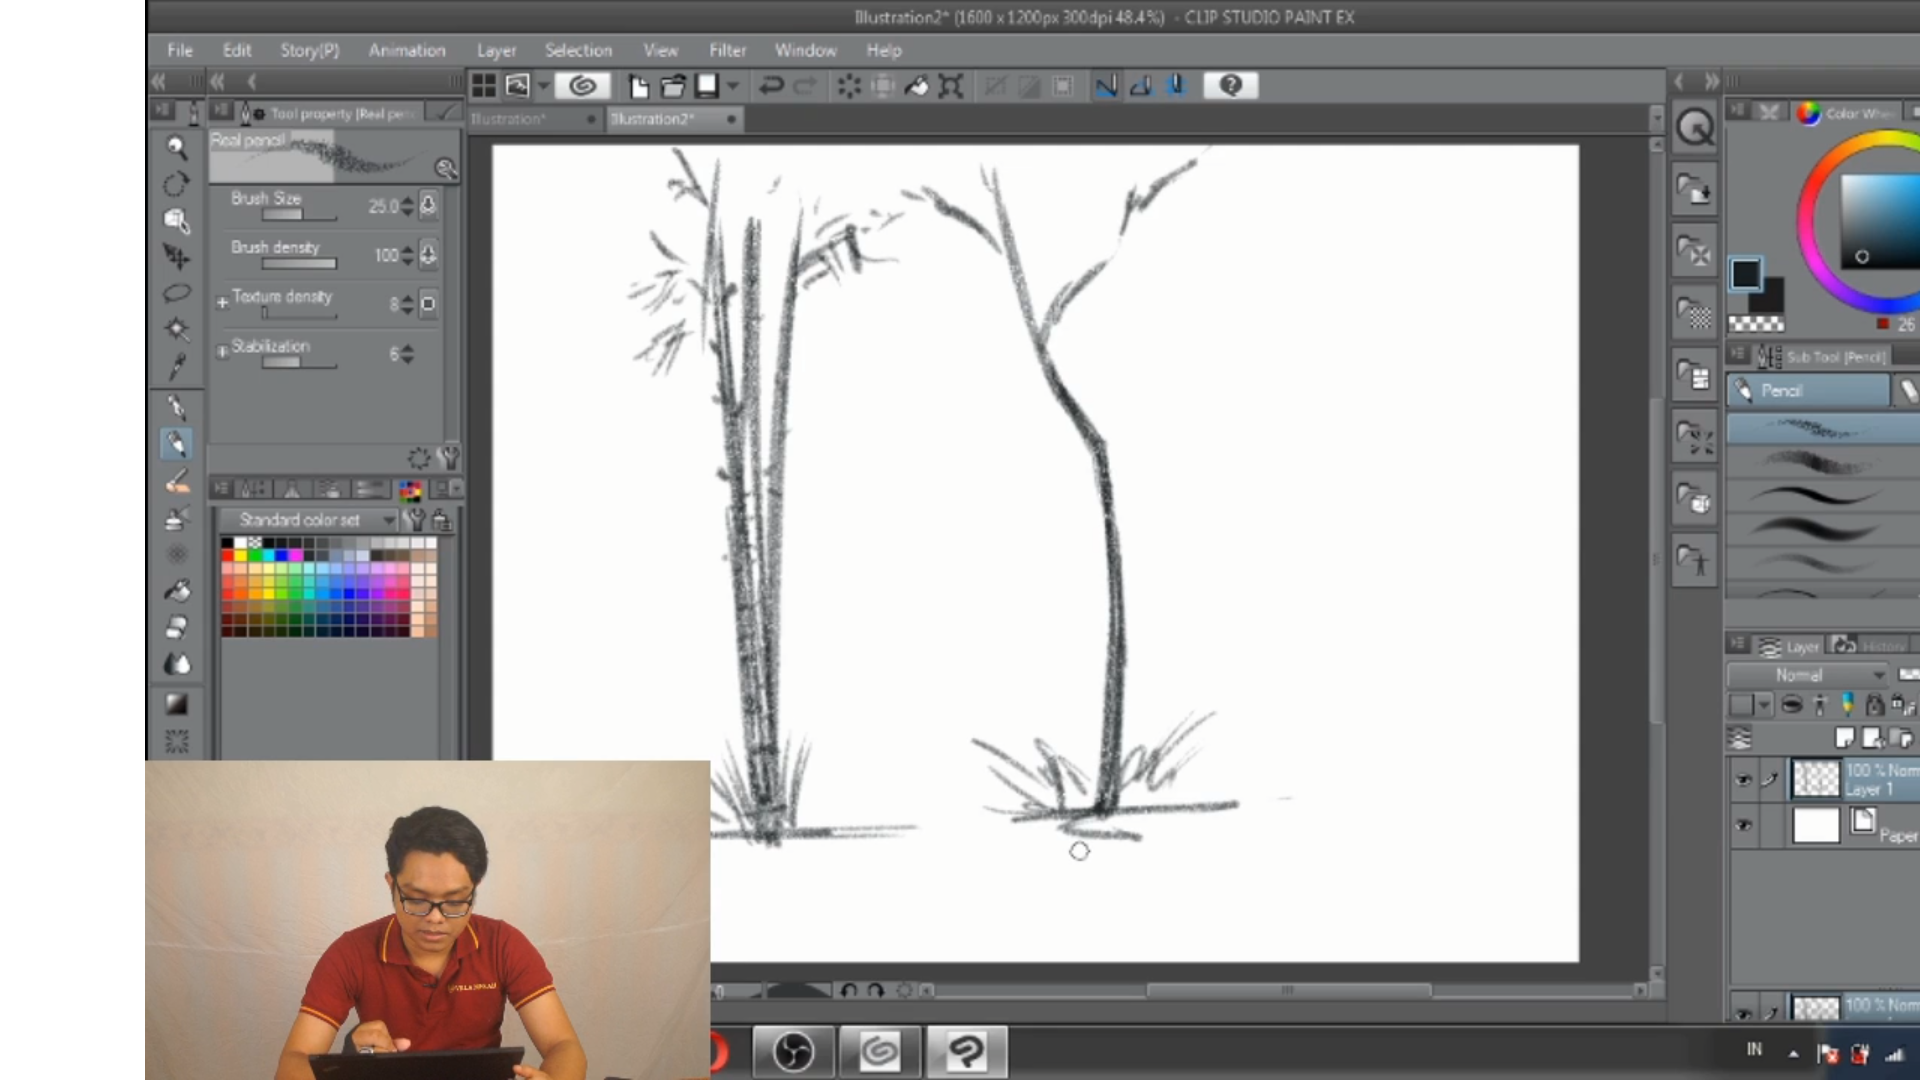 Illustration2* (1600 x 1200px 300dpi 48.4%) - CLIP STUDIO PAINT EX
File Edit Story(P) Animation Layer Selection View Filter Window Help
Tool property [Real pen
Illustration* Illustration2*
Color Whe
Real pencil
Brush Size 25.0
Brush density 100
Texture density 8
Stabilization 6
26
Sub Tool [Pencil]
Pencil
Standard color set
Layer History
Normal
100 % Norm
Layer 1
Paper
100 % Norm
IN